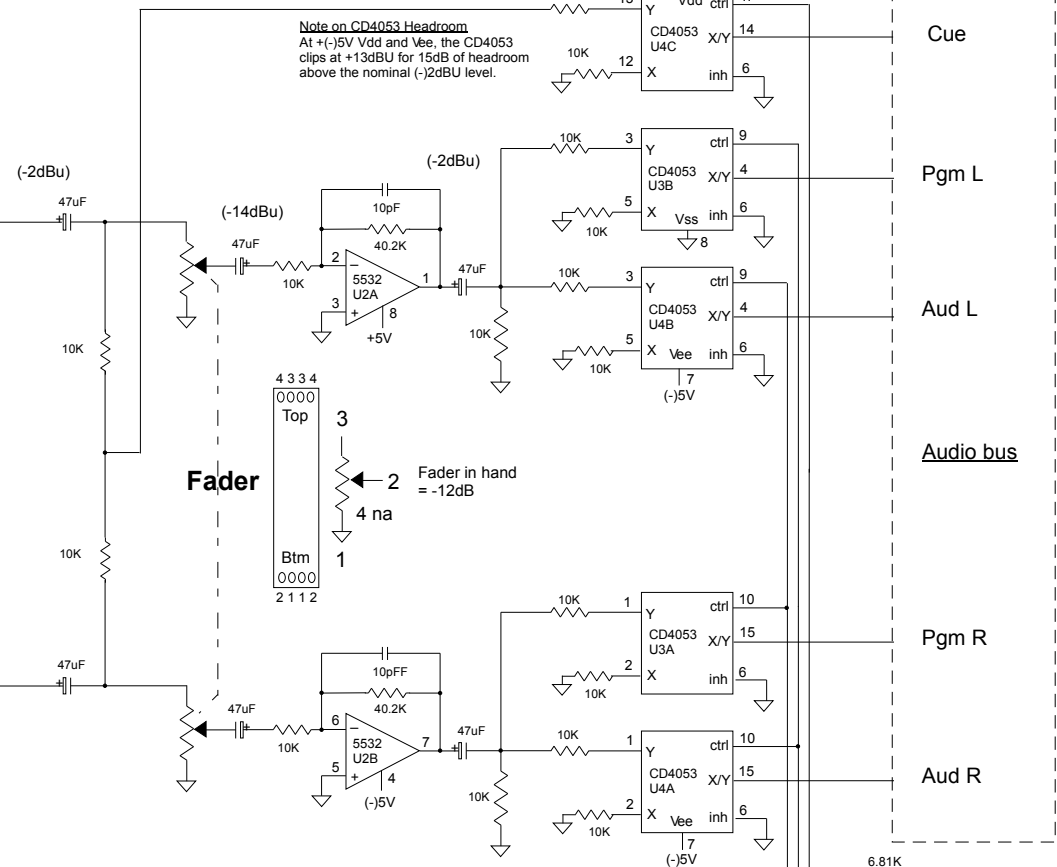 13
Y
Vdd
ctrl
Cue
CD4053
U4C
X/Y
14
10K
12
X
inh
6
Note on CD4053 Headroom
At +(-)5V Vdd and Vee, the CD4053
clips at +13dBU for 15dB of headroom
above the nominal (-)2dBU level.
(-2dBu)
47uF
(-14dBu)
47uF
10K
10pF
40.2K
2
3
–
+
5532
U2A
1
8
+5V
(-2dBu)
47uF
10K
10K
3
Y
ctrl
9
CD4053
U3B
X/Y
4
Pgm L
5
X
10K
Vss
inh
6
8
10K
3
Y
ctrl
9
CD4053
U4B
X/Y
4
Aud L
5
X
10K
Vee
inh
6
7
(-)5V
10K
4 3 3 4
Top
3
Fader
2
Fader in hand
= -12dB
4 na
Btm
1
2 1 1 2
Audio bus
10K
47uF
47uF
10K
10pFF
40.2K
6
5
–
+
5532
U2B
7
4
(-)5V
47uF
10K
10K
1
Y
ctrl
10
CD4053
U3A
X/Y
15
Pgm R
2
X
10K
inh
6
10K
1
Y
ctrl
10
CD4053
U4A
X/Y
15
Aud R
2
X
10K
Vee
inh
6
7
(-)5V
6.81K